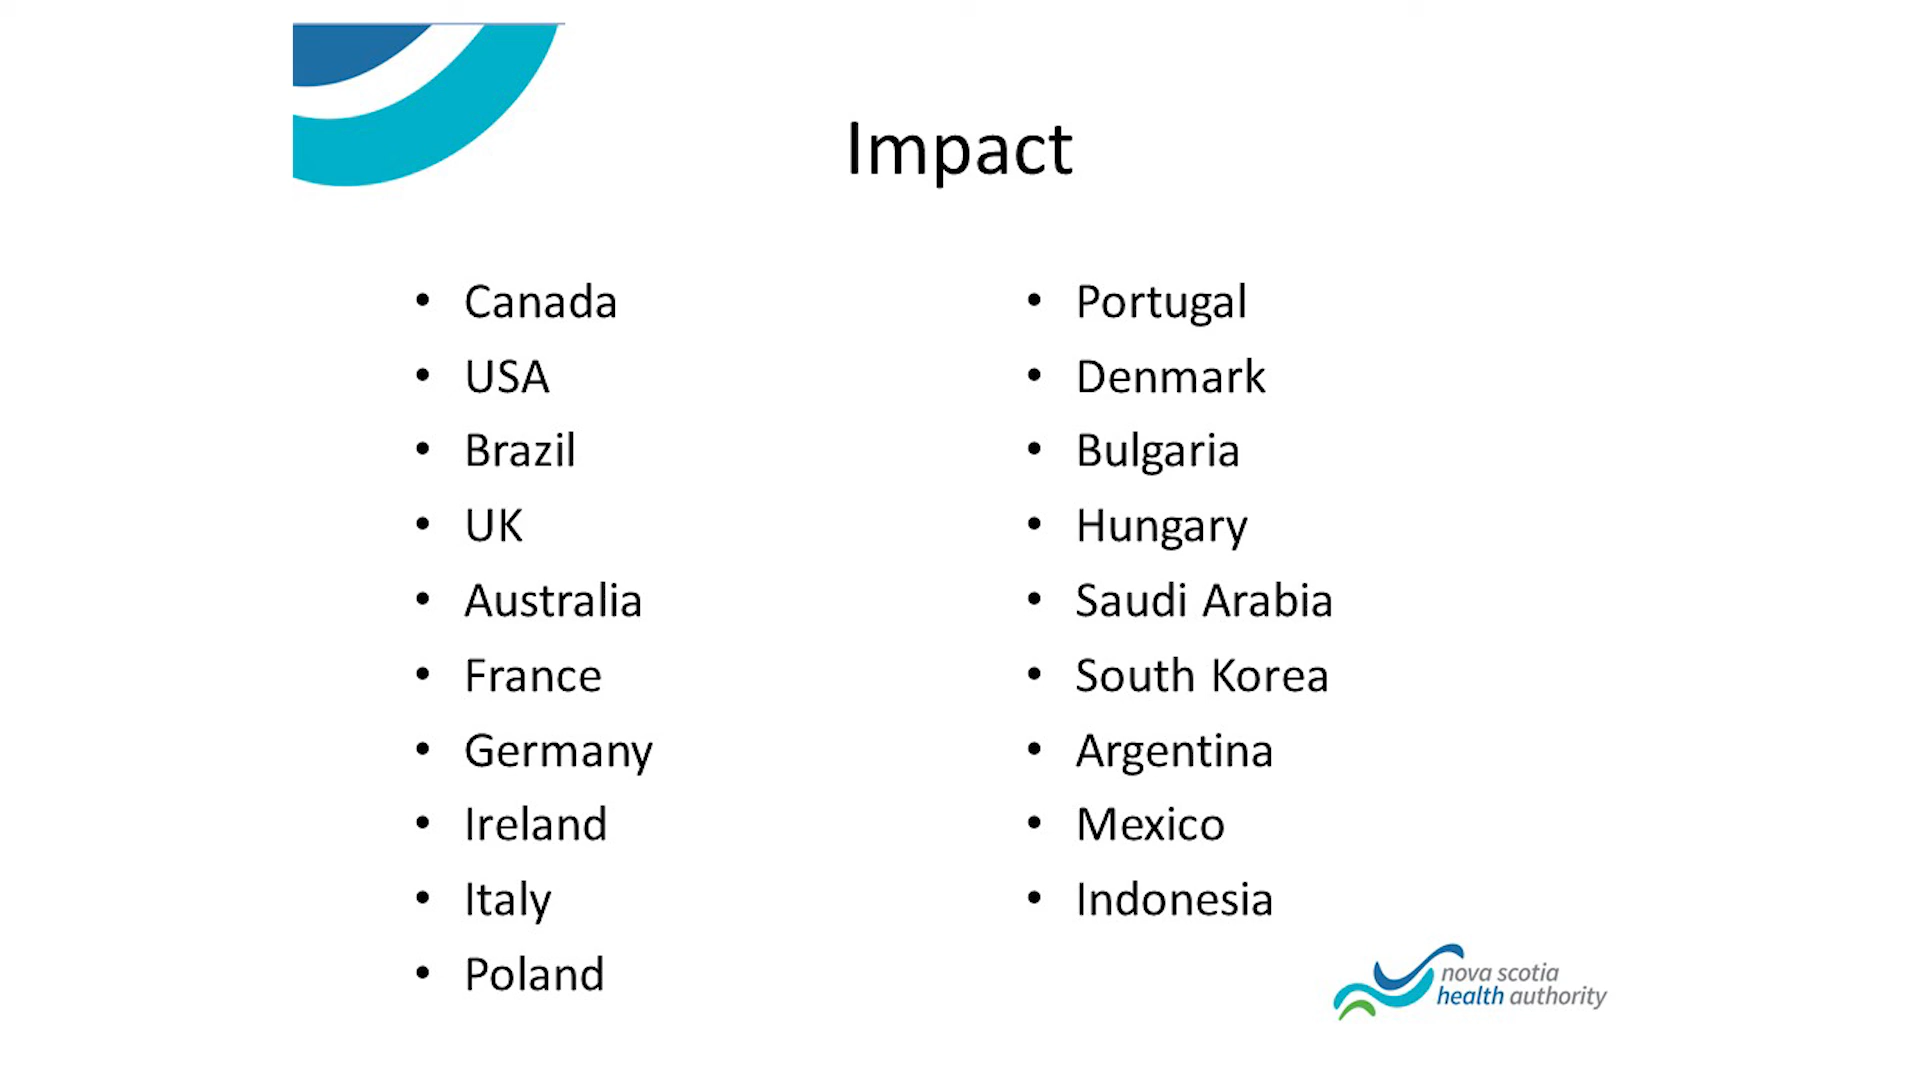 Impact
• Canada
• USA
• Brazil
• UK
• Australia
• France
• Germany
• Ireland
• Italy
• Poland
• Portugal
• Denmark
• Bulgaria
• Hungary
• Saudi Arabia
• South Korea
• Argentina
• Mexico
• Indonesia
nova scotia
health authority